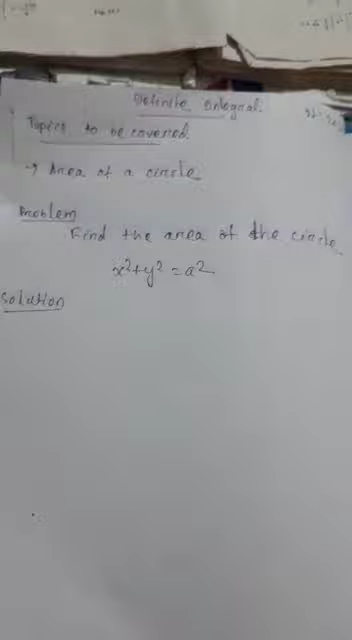 Definite Integral.
Topics to be covered.
→ Area of a circle
Problem
Find the area of the circle
x²+y² = a²
Solution